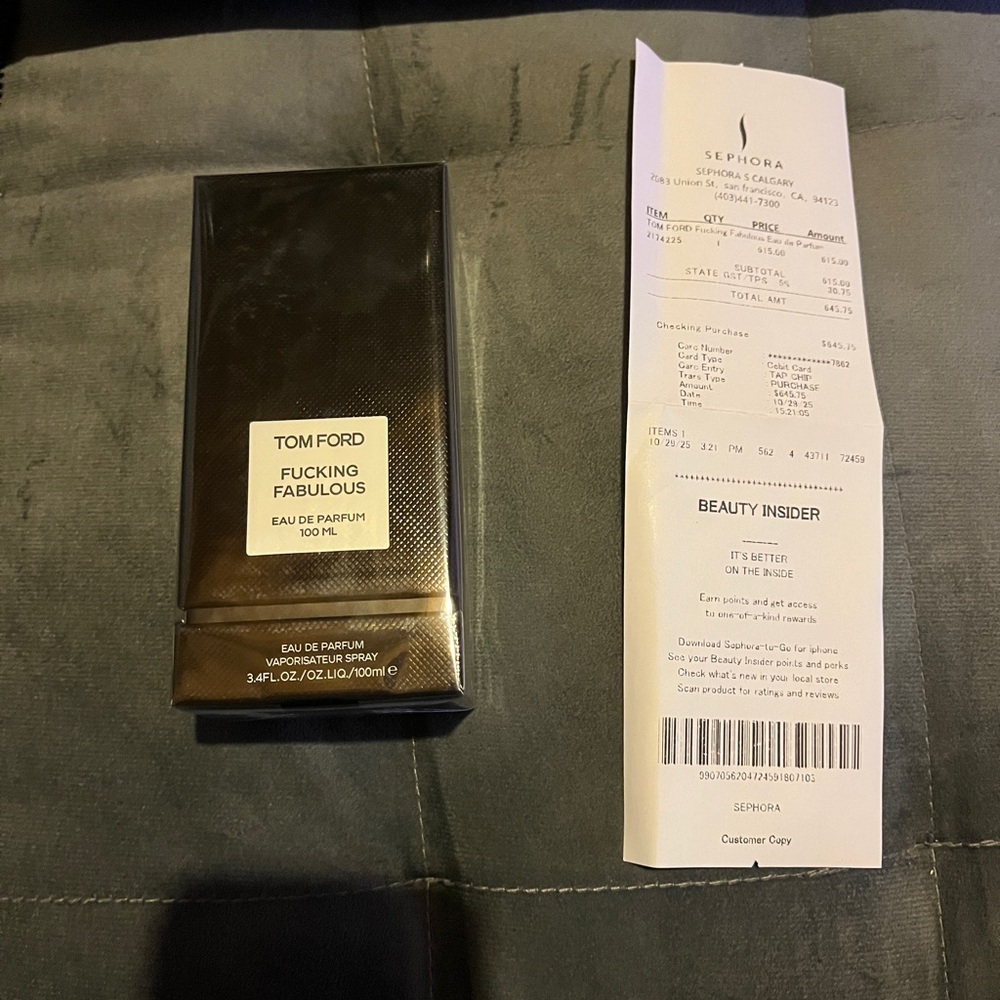 TOM FORD
FUCKING
FABULOUS
EAU DE PARFUM
100 ML
EAU DE PARFUM
VAPORISATEUR SPRAY
3.4FL.OZ./OZ.LIQ./100ml e
SEPHORA
SEPHORA S CALGARY
2083 Union St, san francisco, CA, 94123
(403)441-7300
ITEM QTY PRICE Amount
TOM FORD Fucking Fabulous Eau de Parfum
2174225 1 615.00 615.00
SUBTOTAL 615.00
STATE GST/TPS 5% 30.75
TOTAL AMT 645.75
Checking Purchase $645.75
Card Number ************7862
Card Type : Debit Card
Card Entry : TAP CHIP
Trans Type : PURCHASE
Amount : $645.75
Date : 10/29/25
Time : 15:21:05
ITEMS 1
10/29/25 3.21 PM 562 4 43711 72459
BEAUTY INSIDER
IT'S BETTER
ON THE INSIDE
Earn points and get access
to one-of-a-kind rewards
Download Sephora-to-Go for iphone
See your Beauty Insider points and perks
Check what's new in your local store
Scan product for ratings and reviews
SEPHORA
Customer Copy